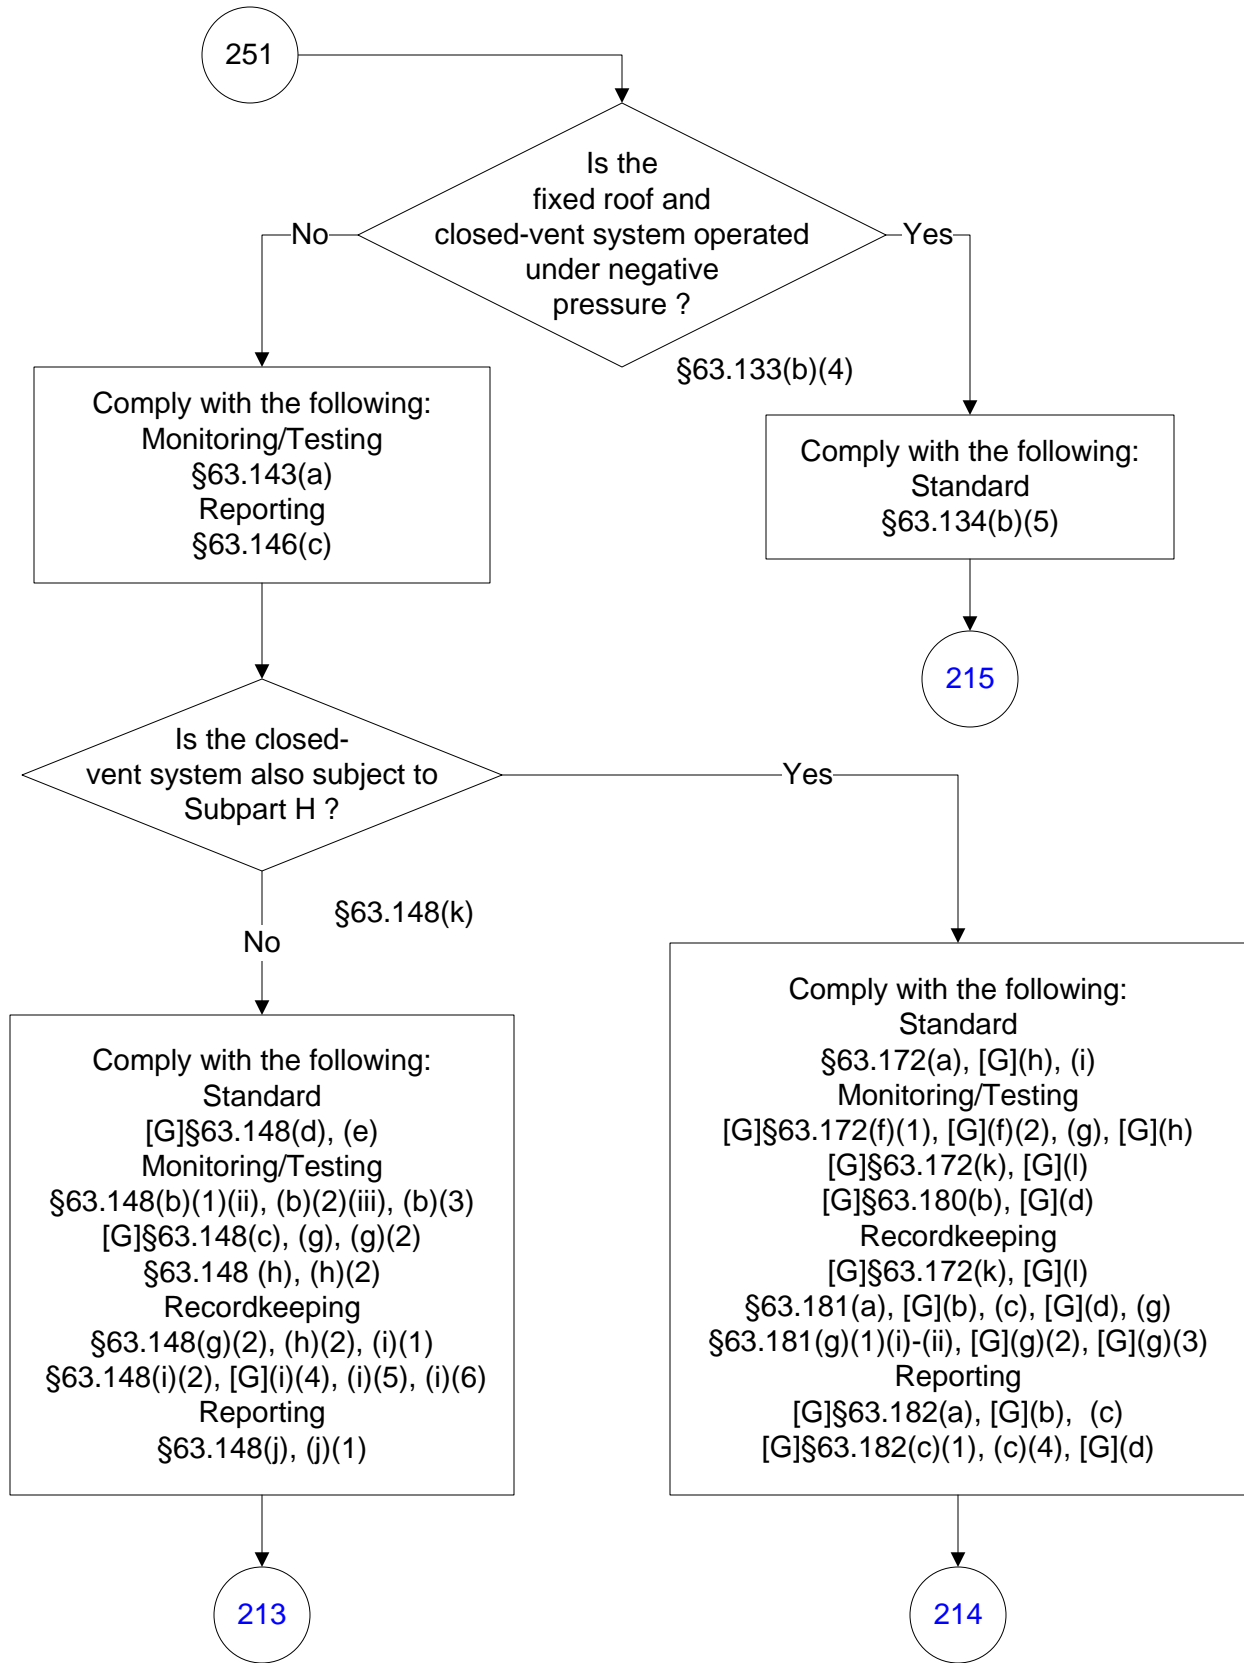 251
Is the
fixed roof and
closed-vent system operated
under negative
pressure ?
No
Yes
§63.133(b)(4)
Comply with the following:
Monitoring/Testing
§63.143(a)
Reporting
§63.146(c)
Comply with the following:
Standard
§63.134(b)(5)
215
Is the closed-
vent system also subject to
Subpart H ?
Yes
§63.148(k)
No
Comply with the following:
Standard
[G]§63.148(d), (e)
Monitoring/Testing
§63.148(b)(1)(ii), (b)(2)(iii), (b)(3)
[G]§63.148(c), (g), (g)(2)
§63.148 (h), (h)(2)
Recordkeeping
§63.148(g)(2), (h)(2), (i)(1)
§63.148(i)(2), [G](i)(4), (i)(5), (i)(6)
Reporting
§63.148(j), (j)(1)
Comply with the following:
Standard
§63.172(a), [G](h), (i)
Monitoring/Testing
[G]§63.172(f)(1), [G](f)(2), (g), [G](h)
[G]§63.172(k), [G](l)
[G]§63.180(b), [G](d)
Recordkeeping
[G]§63.172(k), [G](l)
§63.181(a), [G](b), (c), [G](d), (g)
§63.181(g)(1)(i)-(ii), [G](g)(2), [G](g)(3)
Reporting
[G]§63.182(a), [G](b), (c)
[G]§63.182(c)(1), (c)(4), [G](d)
213
214